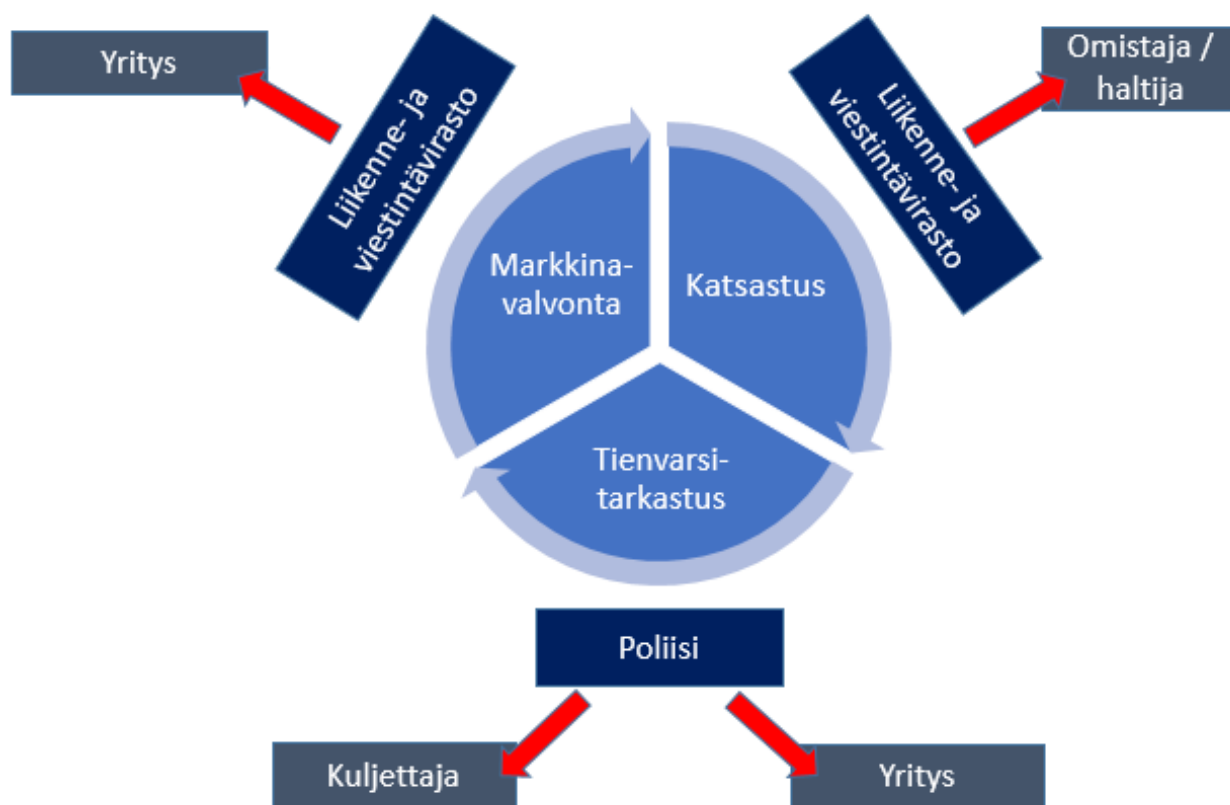 Yritys
Liikenne- ja
viestintävirasto
Liikenne- ja
viestintävirasto
Omistaja /
haltija
Markkina-
valvonta
Katsastus
Tienvarsi-
tarkastus
Poliisi
Kuljettaja
Yritys